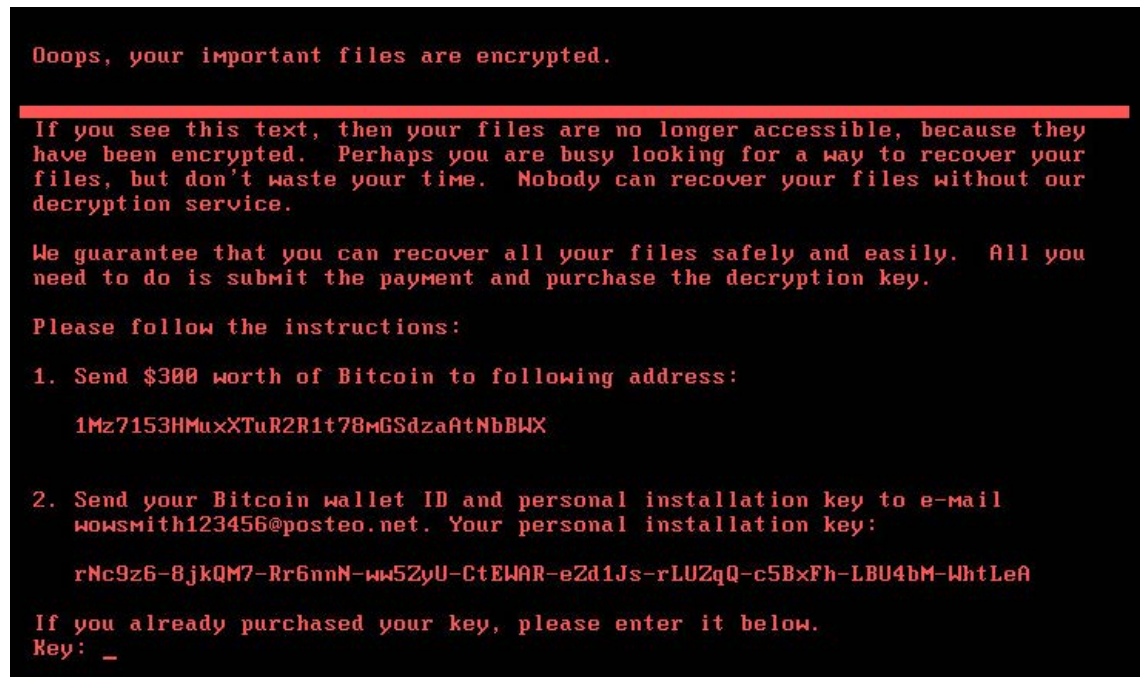 Ooops, your important files are encrypted.
If you see this text, then your files are no longer accessible, because they
have been encrypted.  Perhaps you are busy looking for a way to recover your
files, but don't waste your time.  Nobody can recover your files without our
decryption service.
We guarantee that you can recover all your files safely and easily.  All you
need to do is submit the payment and purchase the decryption key.
Please follow the instructions:
1. Send $300 worth of Bitcoin to following address:
1Mz7153HMuxXTuR2R1t78mGSdzaAtNbBWX
2. Send your Bitcoin wallet ID and personal installation key to e-mail
wowsmith123456@posteo.net. Your personal installation key:
rNc9z6-8jkQM7-Rr6nnN-ww5ZyU-CtEWAR-eZd1Js-rLUZqQ-c5BxFh-LBU4bM-WhtLeA
If you already purchased your key, please enter it below.
Key: _